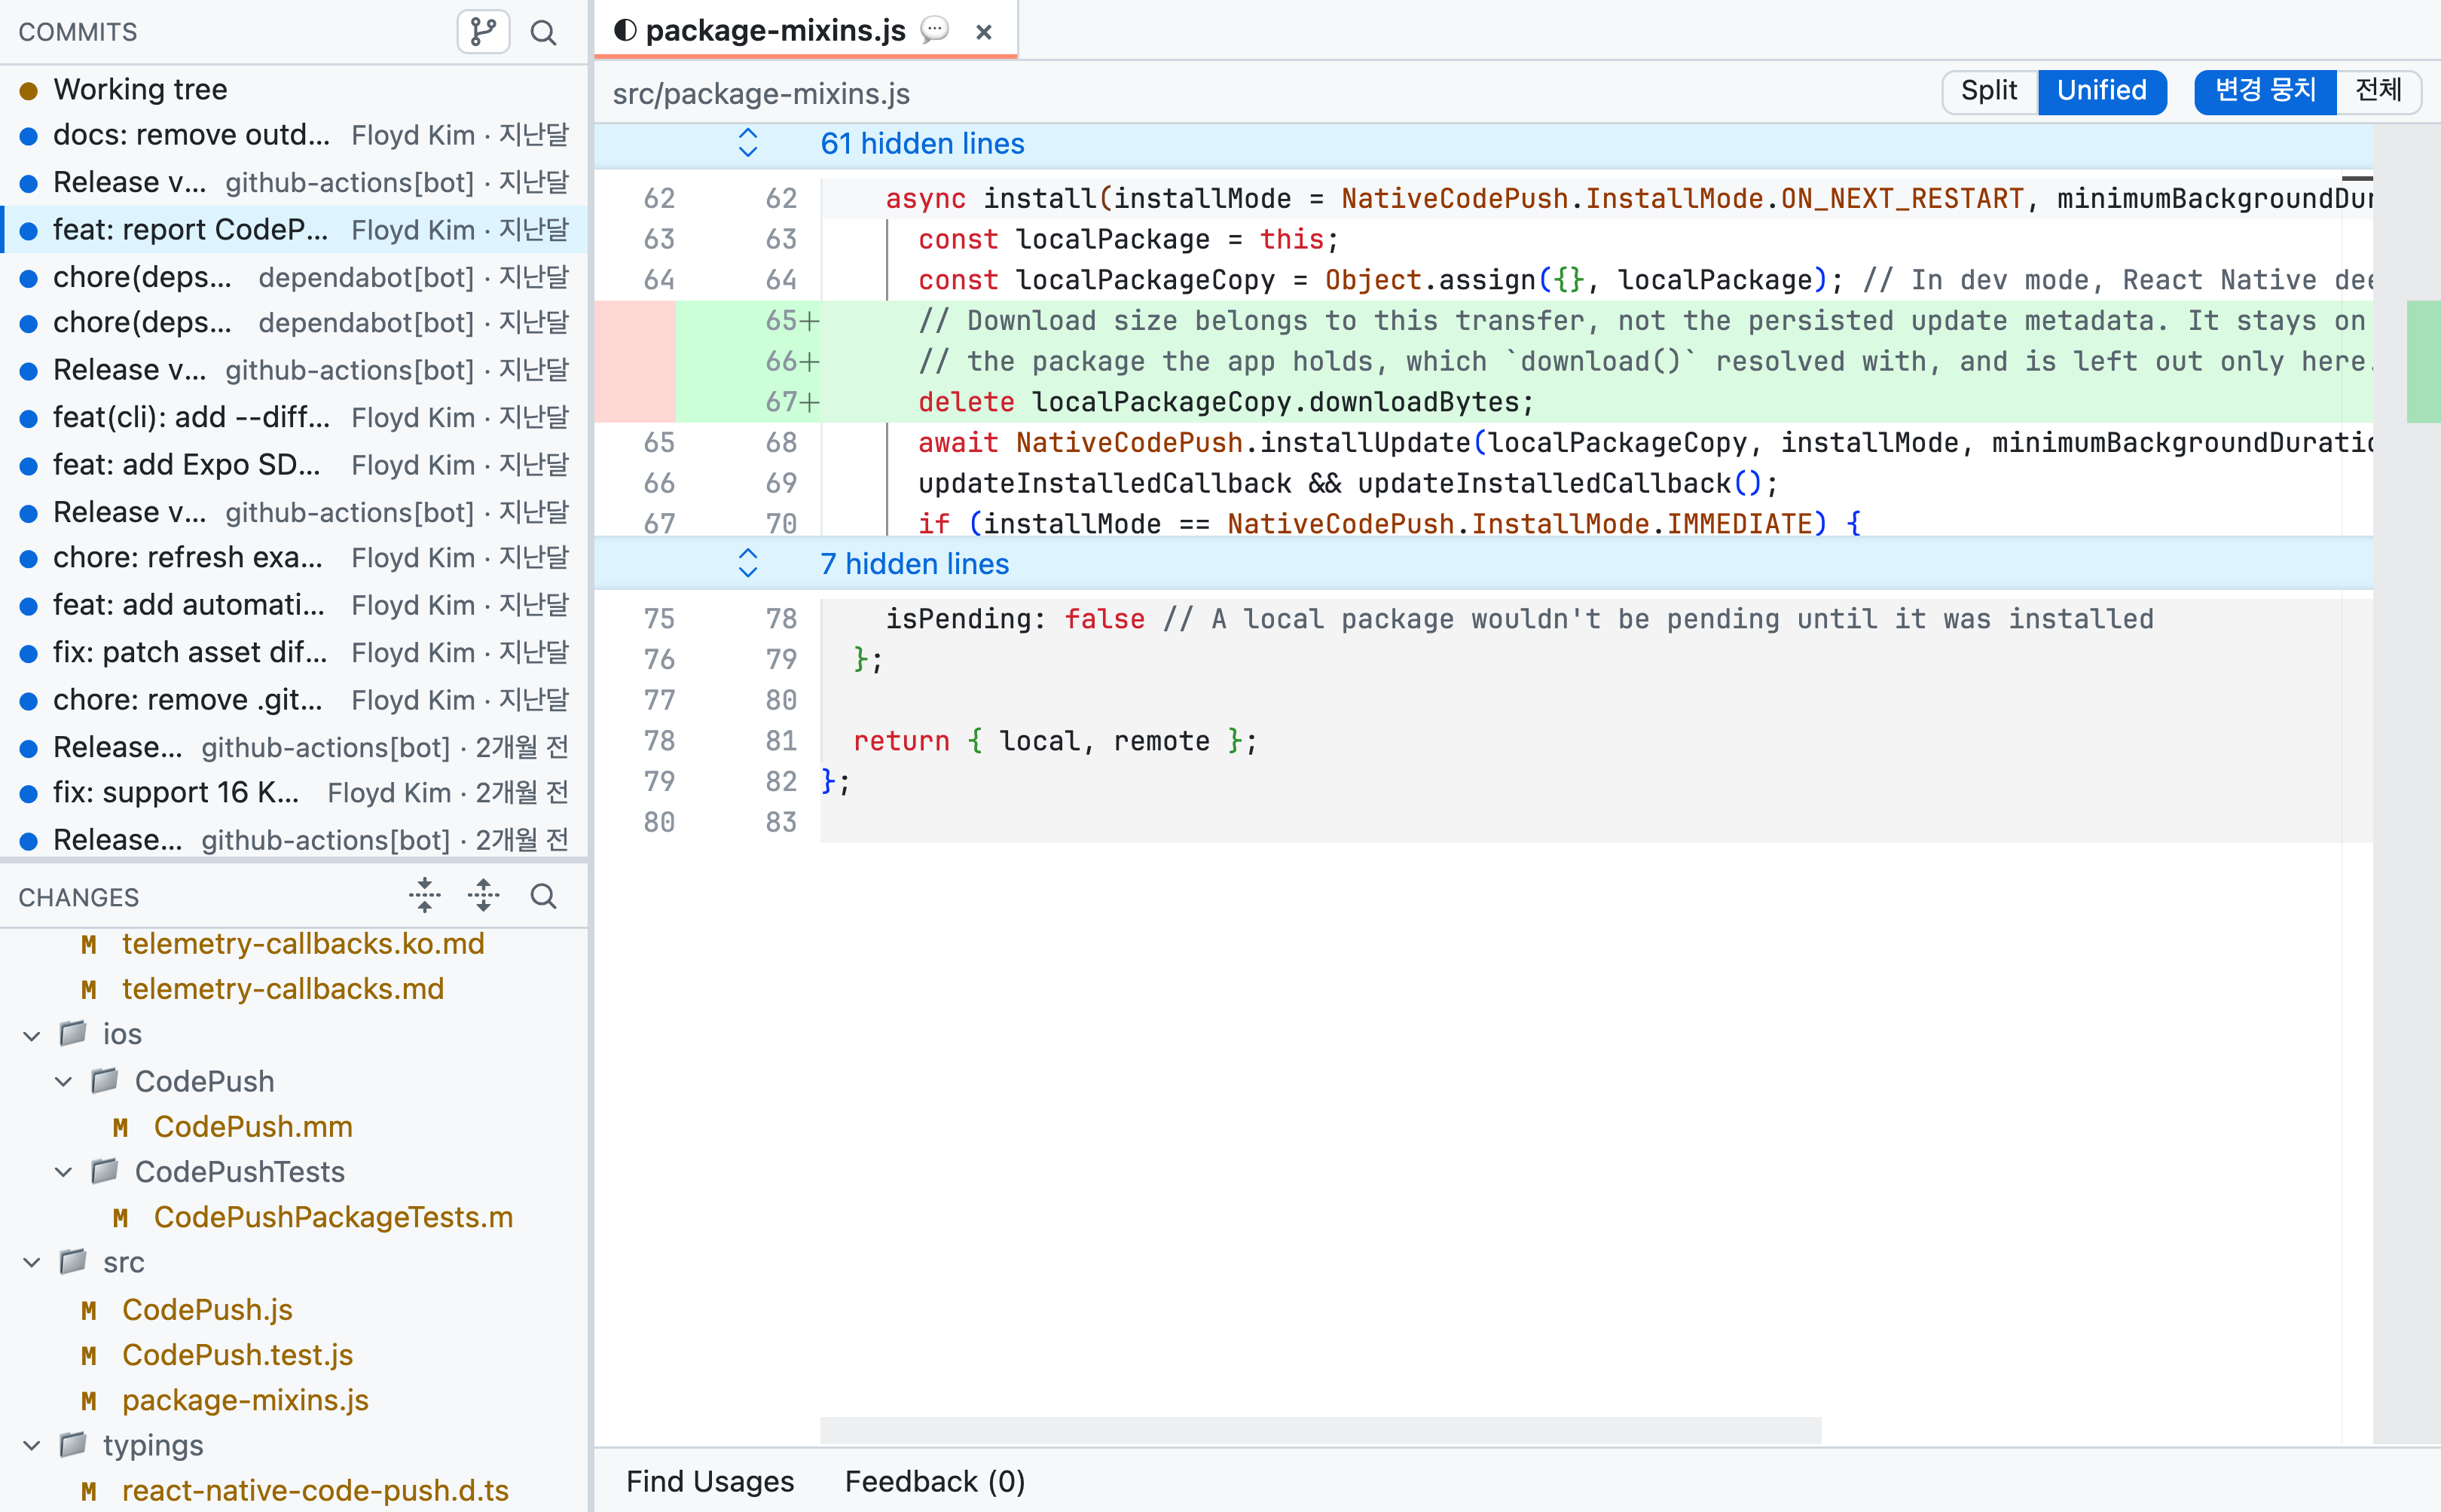 COMMITS
Working tree
docs: remove outd... Floyd Kim · 지난달
Release v... github-actions[bot] · 지난달
feat: report CodeP... Floyd Kim · 지난달
chore(deps... dependabot[bot] · 지난달
chore(deps... dependabot[bot] · 지난달
Release v... github-actions[bot] · 지난달
feat(cli): add --diff... Floyd Kim · 지난달
feat: add Expo SD... Floyd Kim · 지난달
Release v... github-actions[bot] · 지난달
chore: refresh exa... Floyd Kim · 지난달
feat: add automati... Floyd Kim · 지난달
fix: patch asset dif... Floyd Kim · 지난달
chore: remove .git... Floyd Kim · 지난달
Release... github-actions[bot] · 2개월 전
fix: support 16 K... Floyd Kim · 2개월 전
Release... github-actions[bot] · 2개월 전
CHANGES
M telemetry-callbacks.ko.md
M telemetry-callbacks.md
ios
CodePush
M CodePush.mm
CodePushTests
M CodePushPackageTests.m
src
M CodePush.js
M CodePush.test.js
M package-mixins.js
typings
M react-native-code-push.d.ts
package-mixins.js ×
src/package-mixins.js Split Unified 변경 뭉치 전체
61 hidden lines
62 62 async install(installMode = NativeCodePush.InstallMode.ON_NEXT_RESTART, minimumBackgroundDur
63 63 const localPackage = this;
64 64 const localPackageCopy = Object.assign({}, localPackage); // In dev mode, React Native dee
65+ // Download size belongs to this transfer, not the persisted update metadata. It stays on
66+ // the package the app holds, which `download()` resolved with, and is left out only here.
67+ delete localPackageCopy.downloadBytes;
65 68 await NativeCodePush.installUpdate(localPackageCopy, installMode, minimumBackgroundDuratio
66 69 updateInstalledCallback && updateInstalledCallback();
67 70 if (installMode == NativeCodePush.InstallMode.IMMEDIATE) {
7 hidden lines
75 78 isPending: false // A local package wouldn't be pending until it was installed
76 79 };
77 80
78 81 return { local, remote };
79 82 };
80 83
Find Usages Feedback (0)